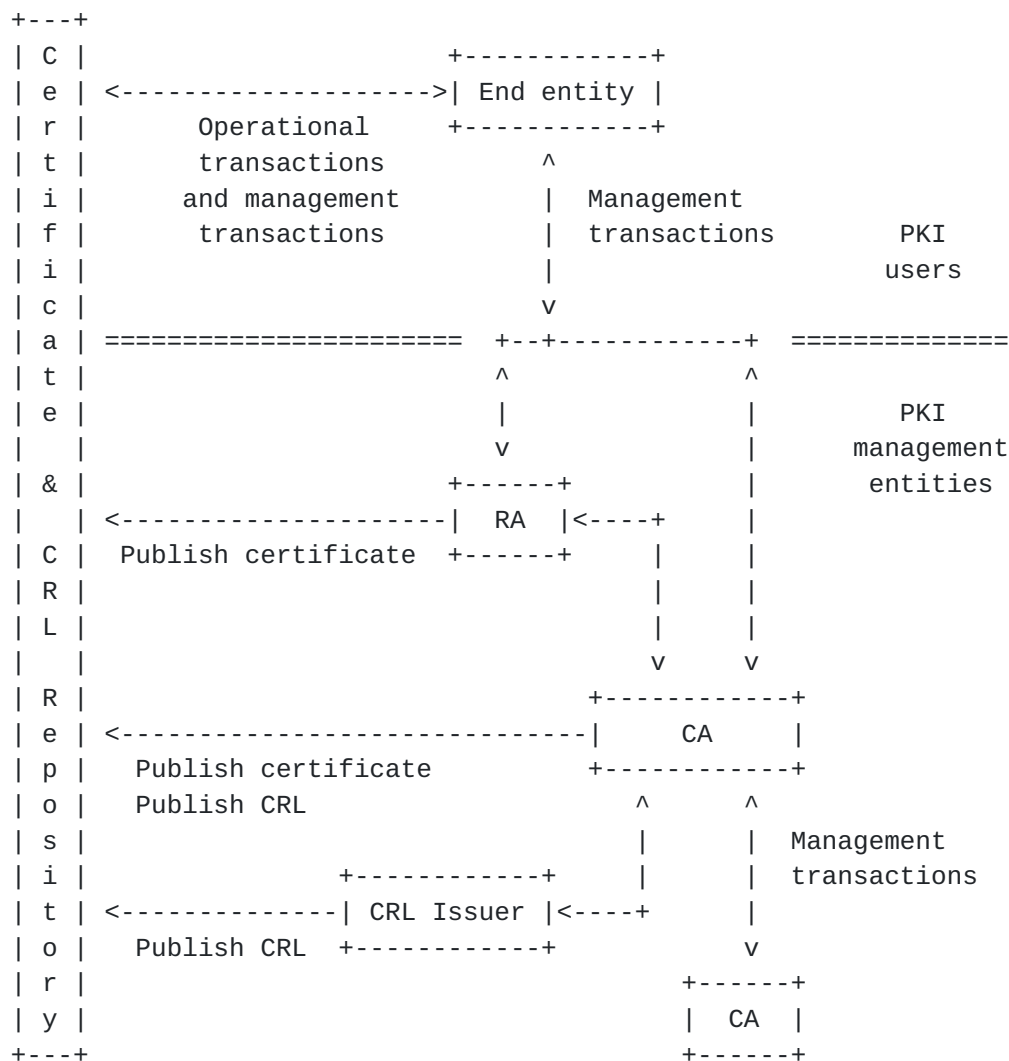 +---+
| C |                       +------------+
| e | <-------------------->| End entity |
| r |       Operational     +------------+
| t |       transactions          ^
| i |      and management         |  Management
| f |       transactions          |  transactions        PKI
| i |                             |                     users
| c |                             v
| a | =======================  +--+------------+  ==============
| t |                          ^               ^
| e |                          |               |         PKI
|   |                          v               |      management
| & |                       +------+           |       entities
|   | <---------------------|  RA  |<----+     |
| C |  Publish certificate  +------+     |     |
| R |                                    |     |
| L |                                    |     |
|   |                                    v     v
| R |                                +------------+
| e | <------------------------------|     CA     |
| p |   Publish certificate          +------------+
| o |   Publish CRL                     ^      ^
| s |                                   |      |  Management
| i |                +------------+     |      |  transactions
| t | <--------------| CRL Issuer |<----+      |
| o |   Publish CRL  +------------+            v
| r |                                      +------+
| y |                                      |  CA  |
+---+                                      +------+